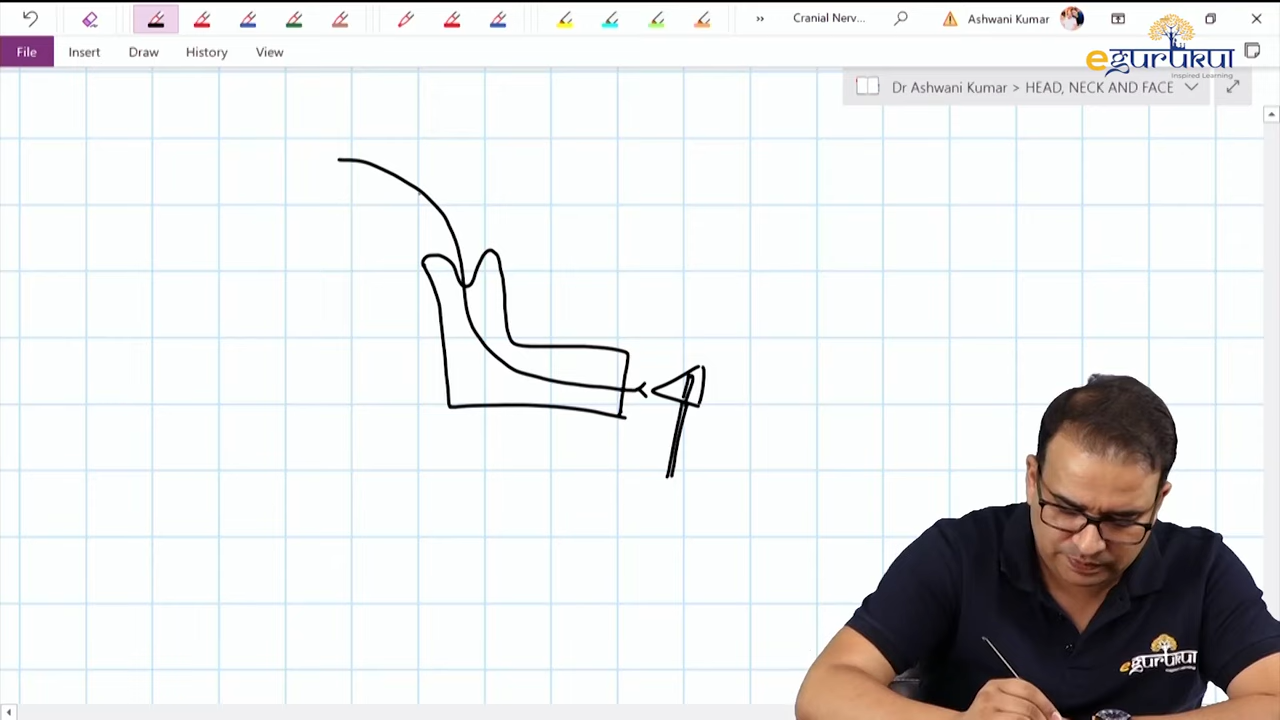 Cranial Nerv...
Ashwani Kumar
File
Insert
Draw
History
View
egurukul
Inspired Learning
Dr Ashwani Kumar > HEAD, NECK AND FACE
egurukul